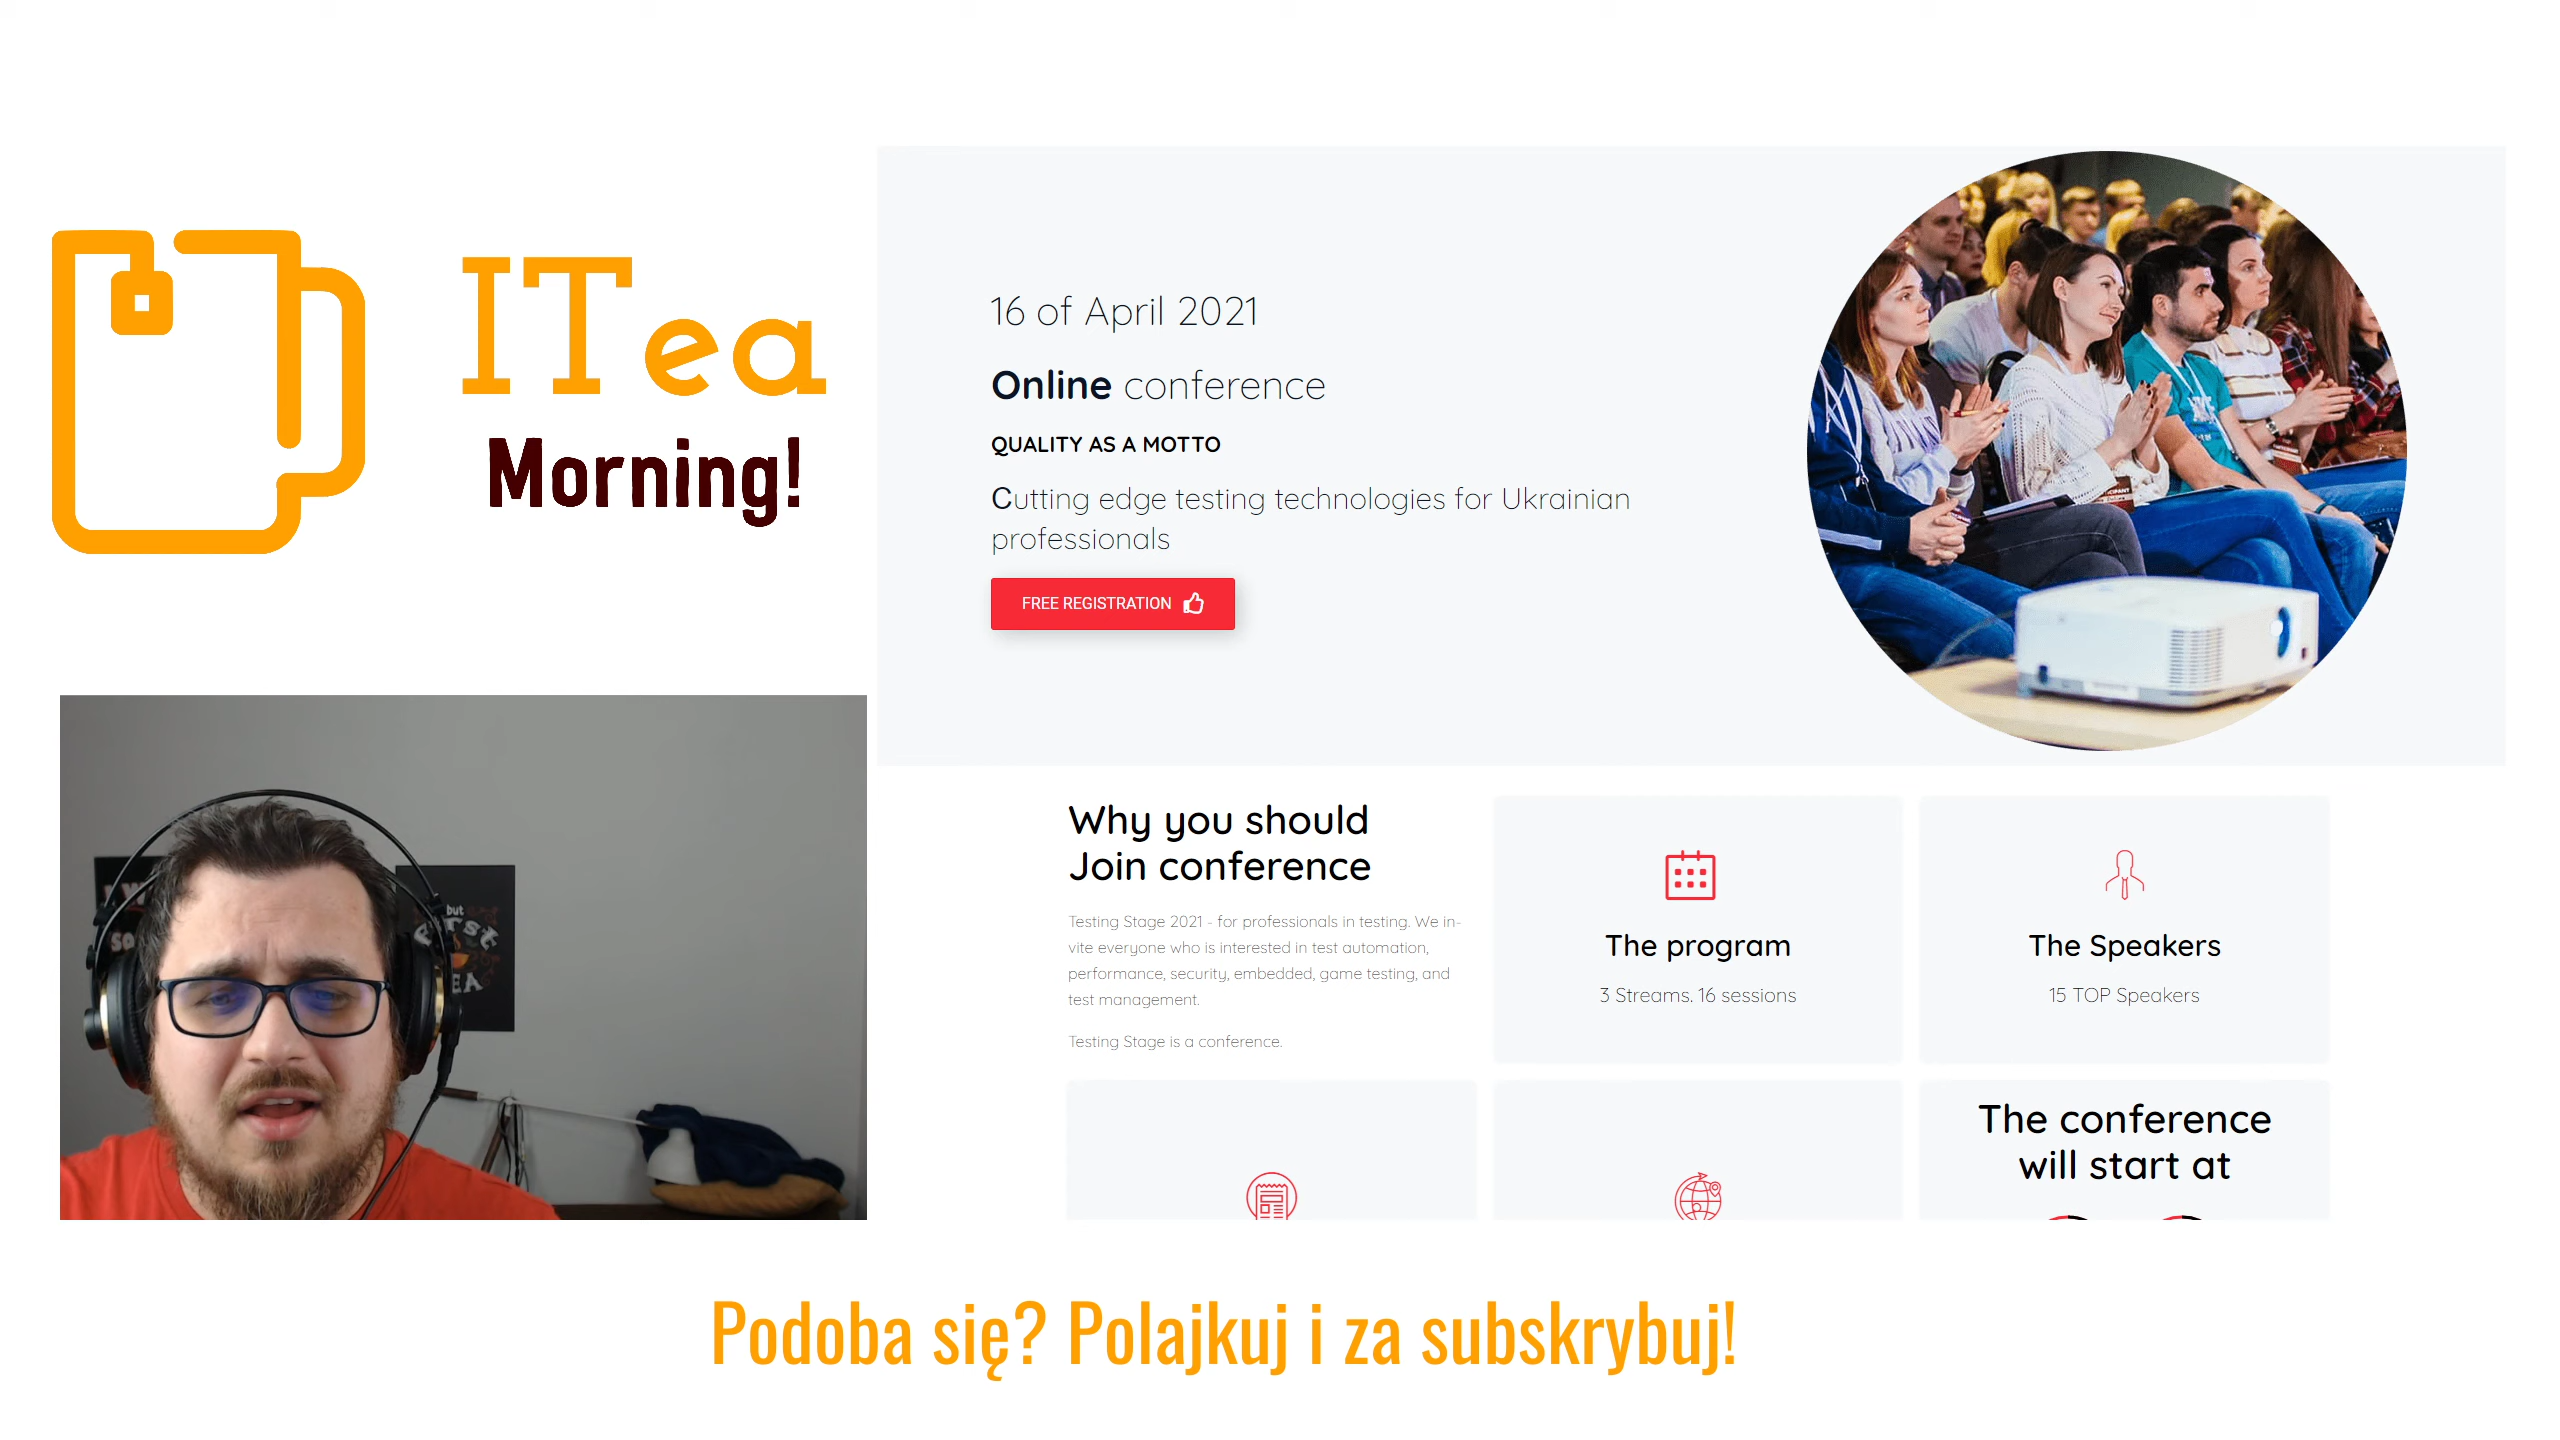 ITea
Morning!
16 of April 2021
Online conference
QUALITY AS A MOTTO
Cutting edge testing technologies for Ukrainian
professionals
FREE REGISTRATION
Why you should
Join conference
Testing Stage 2021 - for professionals in testing. We in-
vite everyone who is interested in test automation,
performance, security, embedded, game testing, and
test management.
Testing Stage is a conference.
The program
3 Streams. 16 sessions
The Speakers
15 TOP Speakers
The conference
will start at
but
Podoba się? Polajkuj i za subskrybuj!